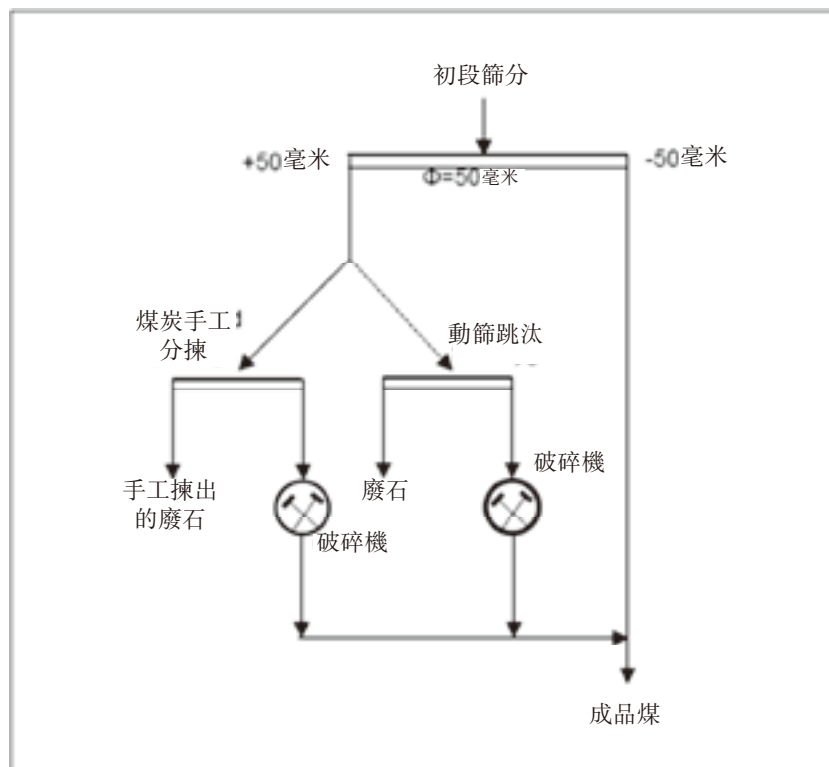 初段篩分
+50毫米
-50毫米
Φ=50毫米
煤炭手工
分揀
動篩跳汰
手工揀出
的廢石
破碎機
廢石
破碎機
成品煤